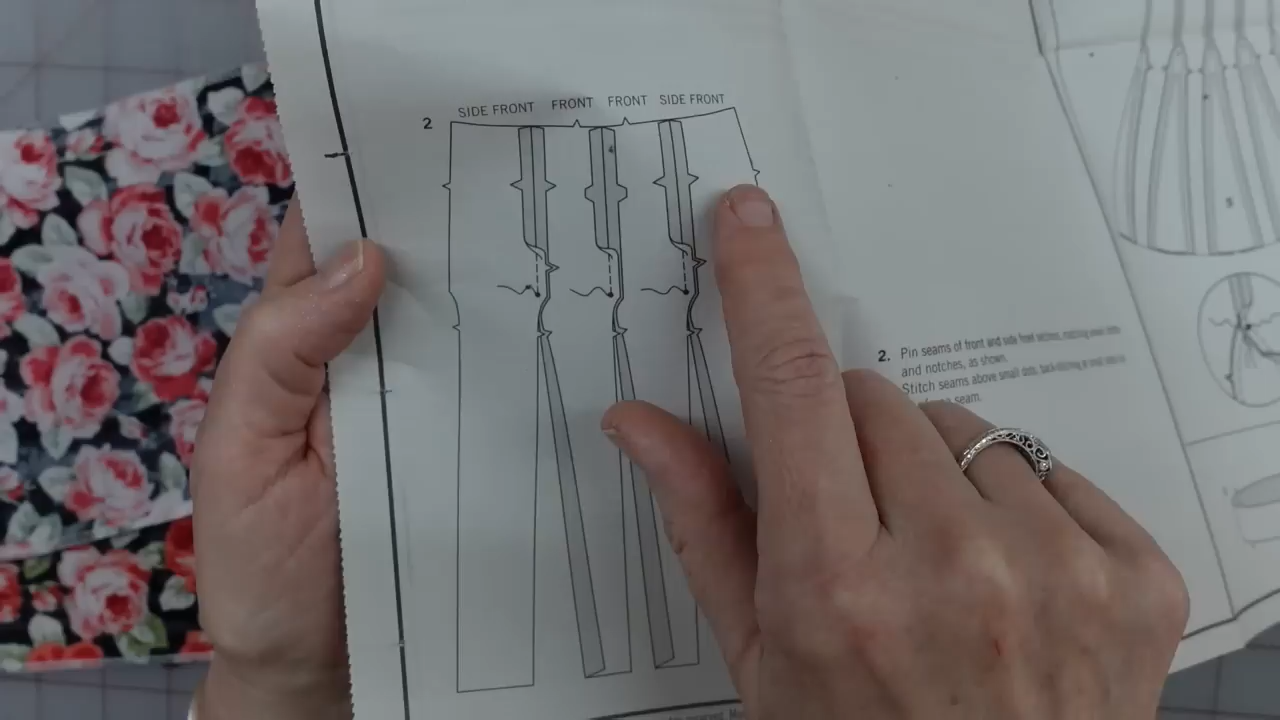 SIDE FRONT FRONT FRONT SIDE FRONT
2
2. Pin seams of front and side front
and notches, as shown.
Stitch seams above small dots,
seam.